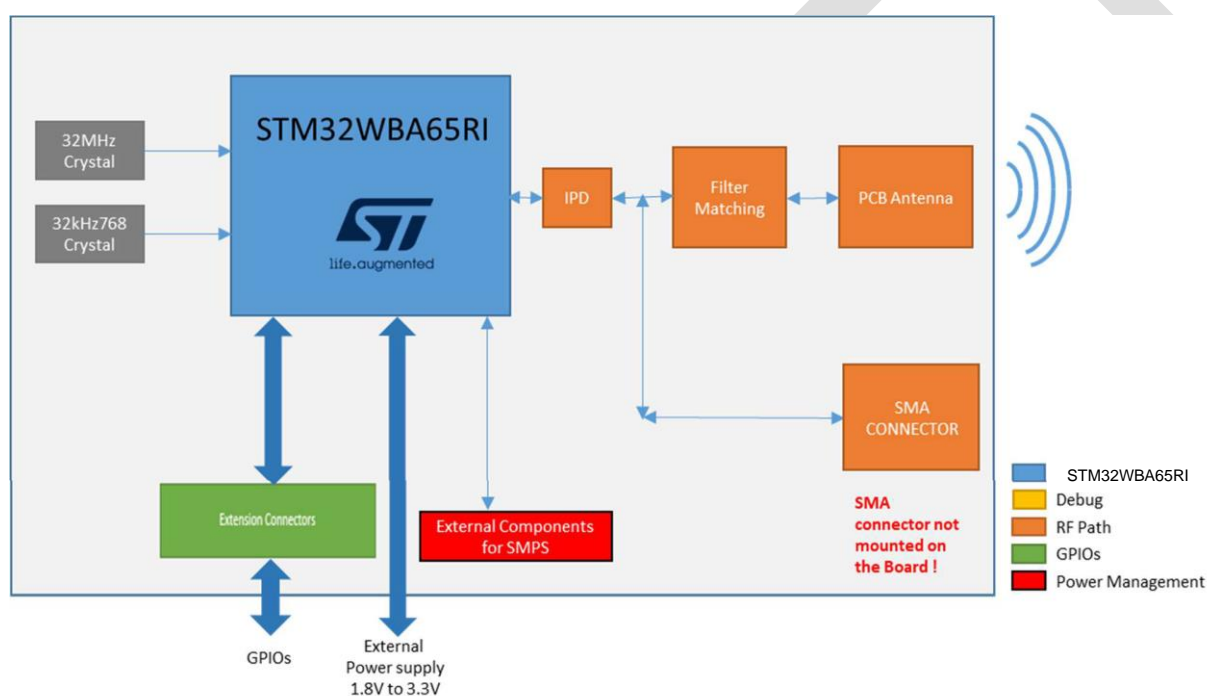 STM32WBA65RI
32MHz
Crystal
32kHz768
Crystal
ST
life.augmented
IPD
Filter
Matching
PCB Antenna
SMA
CONNECTOR
Extension Connectors
External Components
for SMPS
SMA
connector not
mounted on
the Board !
STM32WBA65RI
Debug
RF Path
GPIOs
Power Management
GPIOs
External
Power supply
1.8V to 3.3V